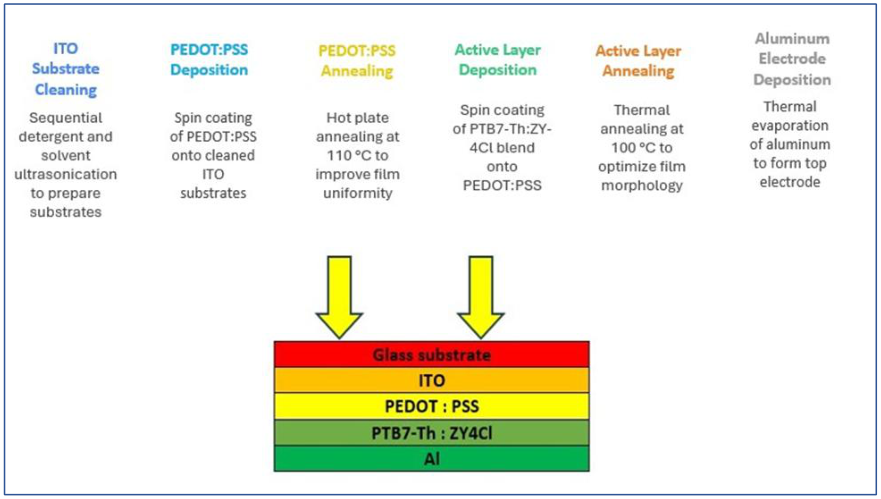 ITO
Substrate
Cleaning
Sequential
detergent and
solvent
ultrasonication
to prepare
substrates
PEDOT:PSS
Deposition
Spin coating
of PEDOT:PSS
onto cleaned
ITO
substrates
PEDOT:PSS
Annealing
Hot plate
annealing at
110 °C to
improve film
uniformity
Active Layer
Deposition
Spin coating
of PTB7-Th:ZY-
4Cl blend
onto
PEDOT:PSS
Active Layer
Annealing
Thermal
annealing at
100 °C to
optimize film
morphology
Aluminum
Electrode
Deposition
Thermal
evaporation
of aluminum
to form top
electrode
Glass substrate
ITO
PEDOT : PSS
PTB7-Th : ZY4Cl
Al